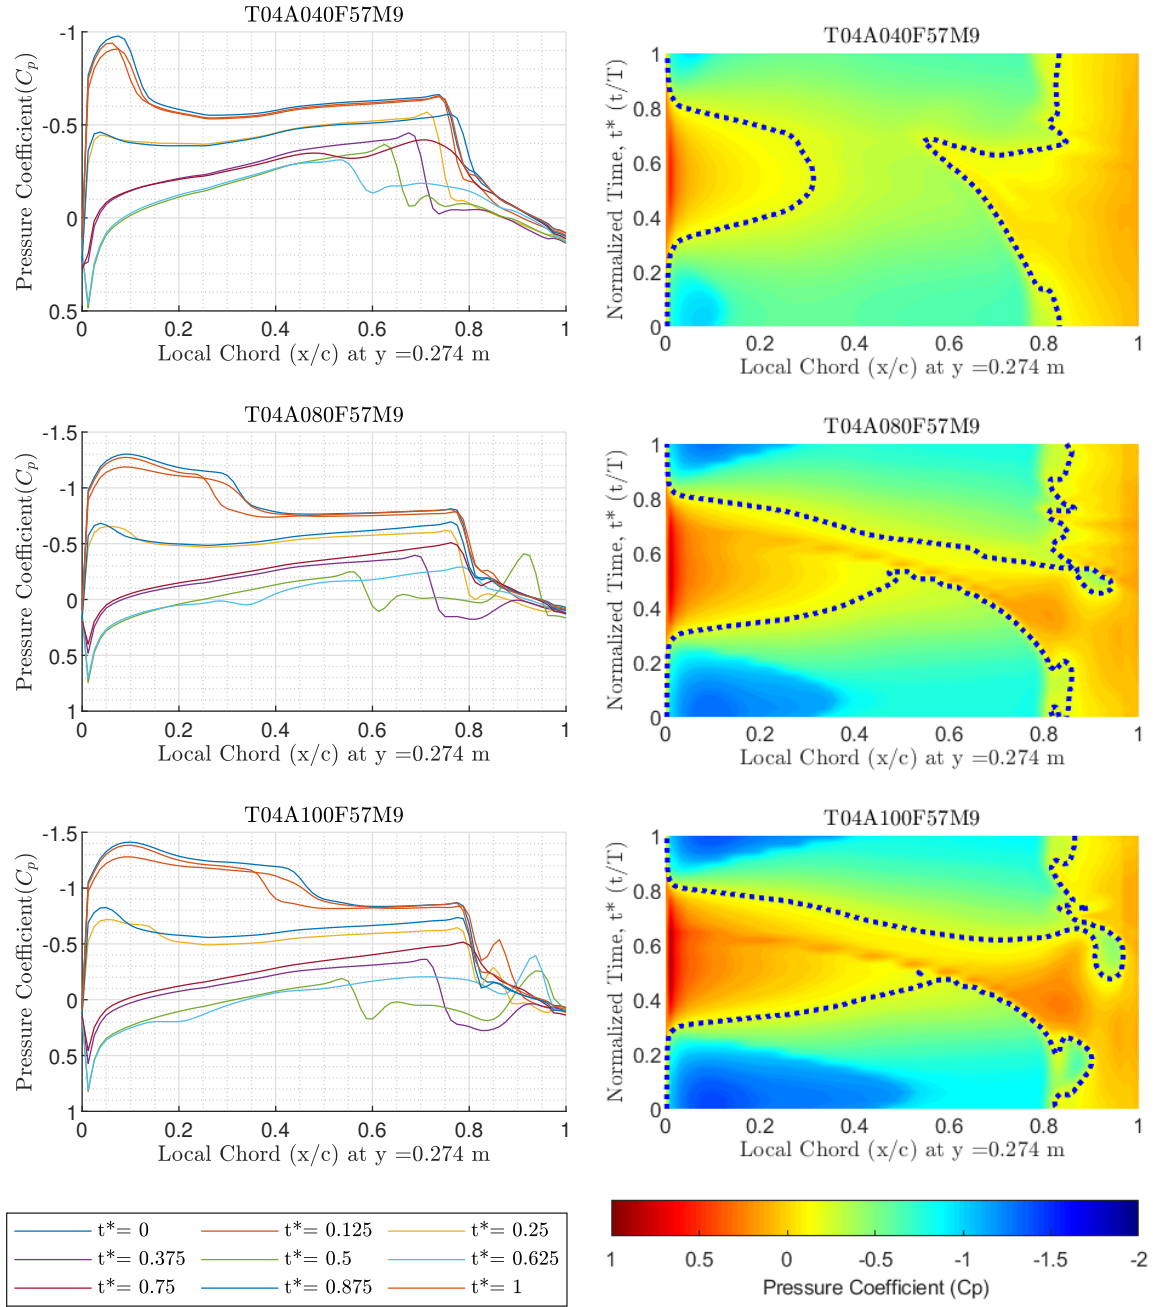 T04A040F57M9
-1
-0.5
0
0.5
Pressure Coefficient(Cp)
0 0.2 0.4 0.6 0.8 1
Local Chord (x/c) at y =0.274 m
T04A040F57M9
1
0.8
0.6
0.4
0.2
0
Normalized Time, t* (t/T)
0 0.2 0.4 0.6 0.8 1
Local Chord (x/c) at y =0.274 m
T04A080F57M9
-1.5
-1
-0.5
0
0.5
1
Pressure Coefficient(Cp)
0 0.2 0.4 0.6 0.8 1
Local Chord (x/c) at y =0.274 m
T04A080F57M9
1
0.8
0.6
0.4
0.2
0
Normalized Time, t* (t/T)
0 0.2 0.4 0.6 0.8 1
Local Chord (x/c) at y =0.274 m
T04A100F57M9
-1.5
-1
-0.5
0
0.5
1
Pressure Coefficient(Cp)
0 0.2 0.4 0.6 0.8 1
Local Chord (x/c) at y =0.274 m
T04A100F57M9
1
0.8
0.6
0.4
0.2
0
Normalized Time, t* (t/T)
0 0.2 0.4 0.6 0.8 1
Local Chord (x/c) at y =0.274 m
t*= 0 t*= 0.125 t*= 0.25
t*= 0.375 t*= 0.5 t*= 0.625
t*= 0.75 t*= 0.875 t*= 1
1 0.5 0 -0.5 -1 -1.5 -2
Pressure Coefficient (Cp)